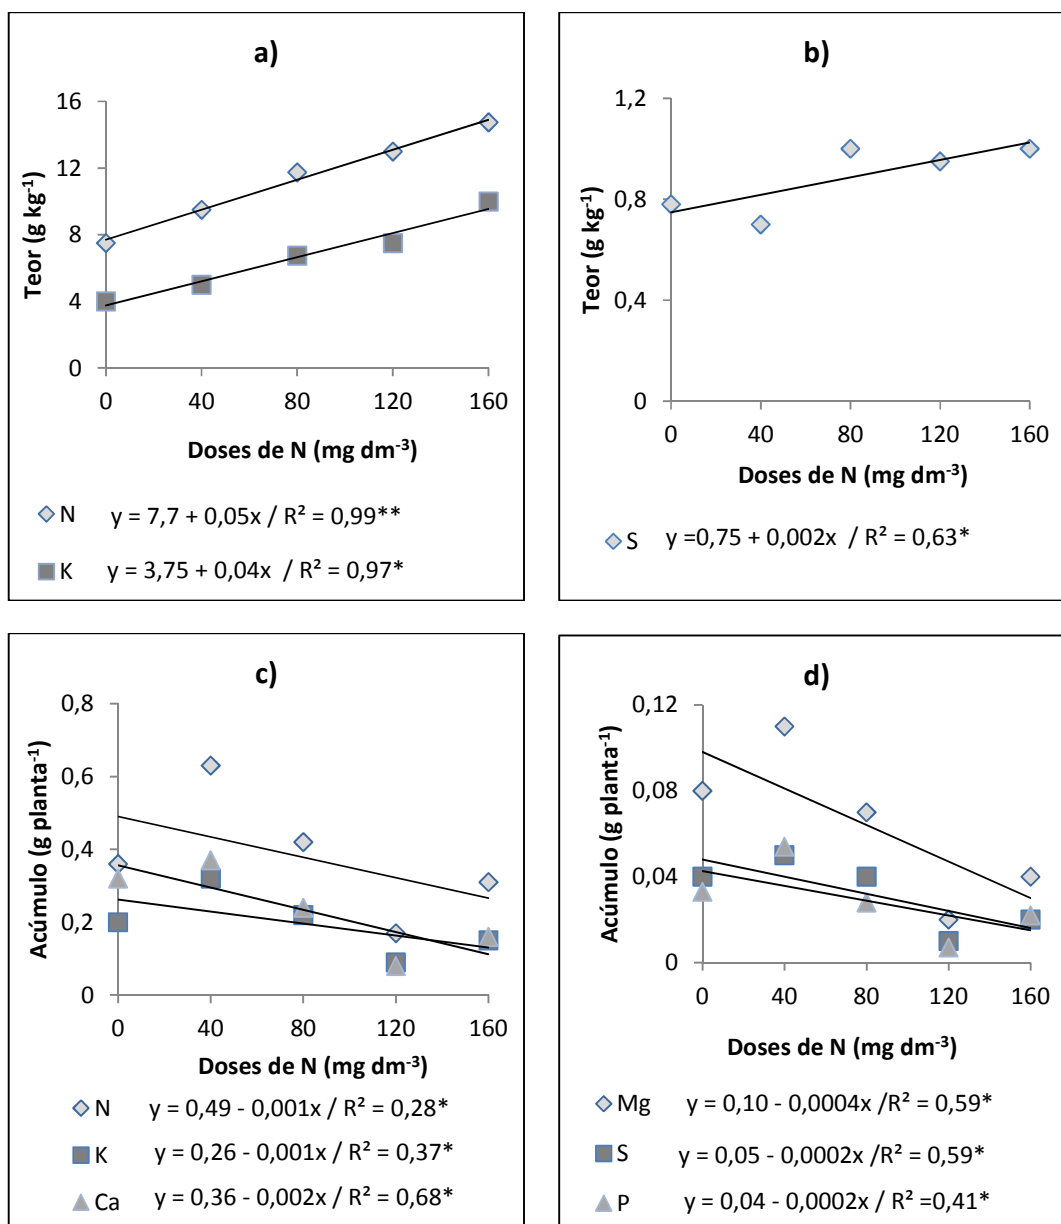 a)
16
12
8
4
0
Teor (g kg⁻¹)
0 40 80 120 160
Doses de N (mg dm⁻³)
N y = 7,7 + 0,05x / R² = 0,99**
K y = 3,75 + 0,04x / R² = 0,97*
b)
1,2
0,8
0,4
0
Teor (g kg⁻¹)
0 40 80 120 160
Doses de N (mg dm⁻³)
S y =0,75 + 0,002x / R² = 0,63*
c)
0,8
0,6
0,4
0,2
0
Acúmulo (g planta⁻¹)
0 40 80 120 160
Doses de N (mg dm⁻³)
N y = 0,49 - 0,001x / R² = 0,28*
K y = 0,26 - 0,001x / R² = 0,37*
Ca y = 0,36 - 0,002x / R² = 0,68*
d)
0,12
0,08
0,04
0
Acúmulo (g planta⁻¹)
0 40 80 120 160
Doses de N (mg dm⁻³)
Mg y = 0,10 - 0,0004x /R² = 0,59*
S y = 0,05 - 0,0002x /R² = 0,59*
P y = 0,04 - 0,0002x / R² =0,41*